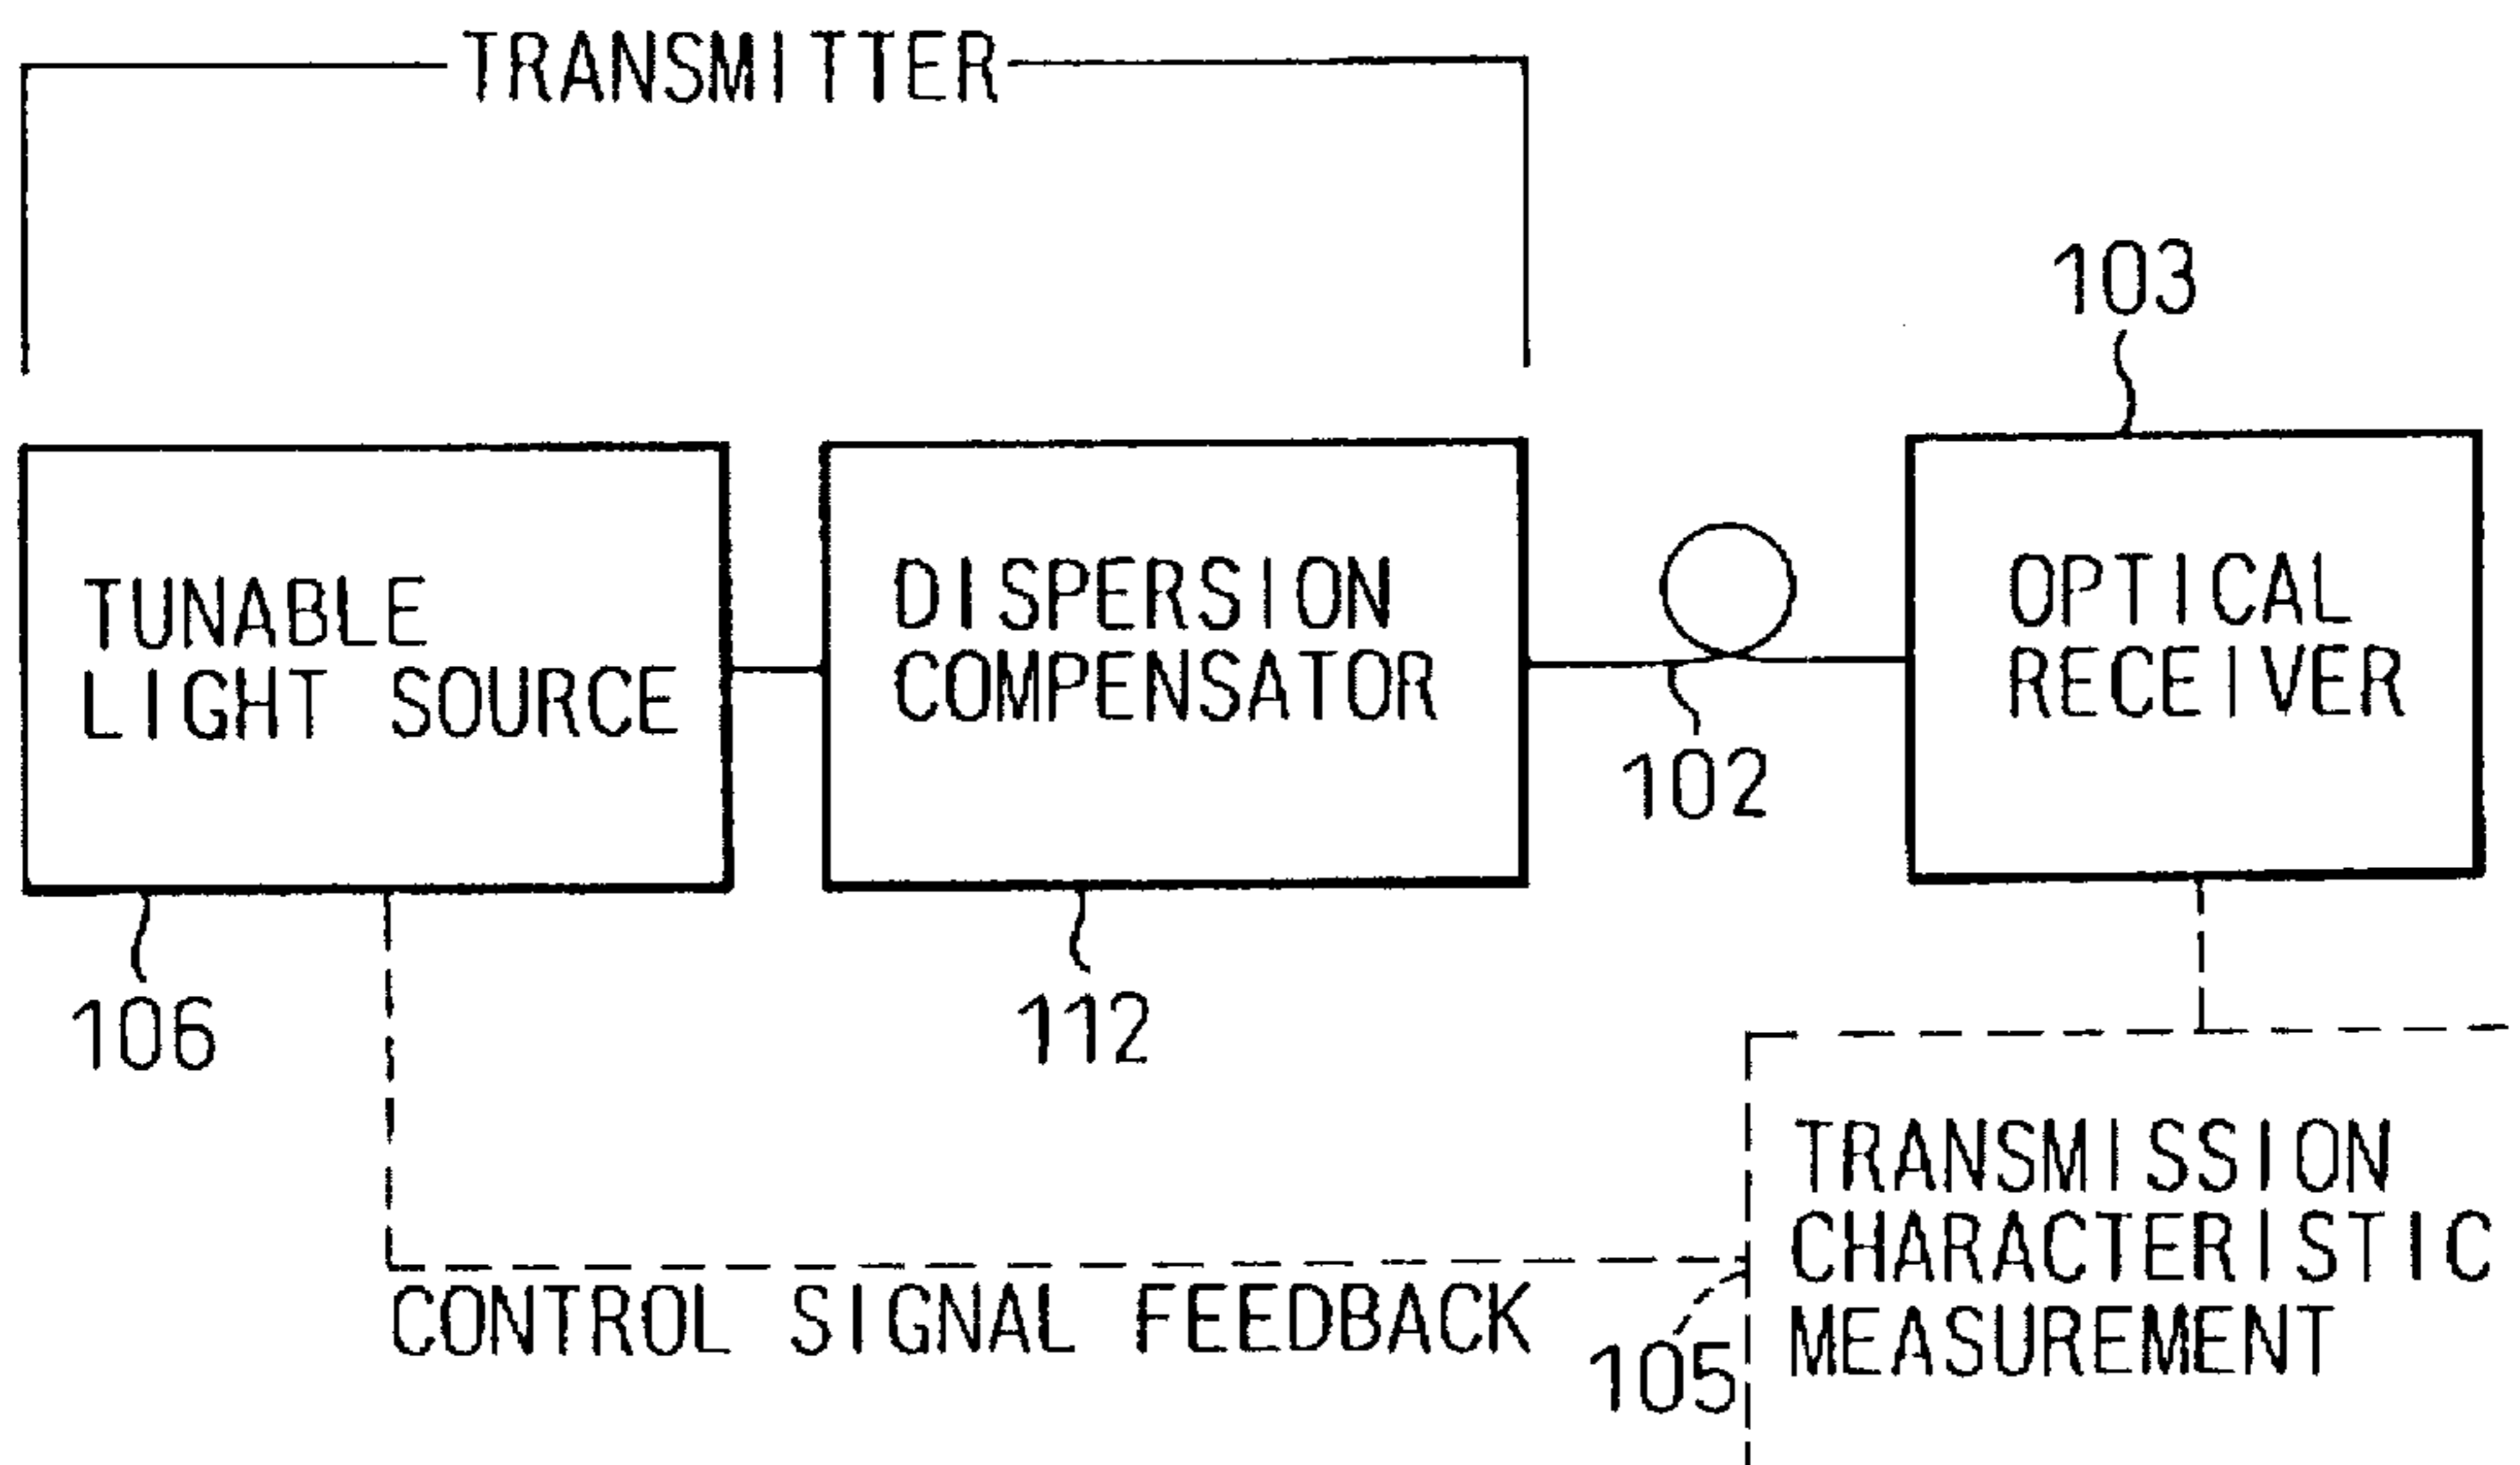 TRANSMITTER
103
TUNABLE
LIGHT SOURCE
DISPERSION
COMPENSATOR
OPTICAL
RECEIVER
102
106
112
TRANSMISSION
CHARACTERISTIC
MEASUREMENT
CONTROL SIGNAL FEEDBACK
105